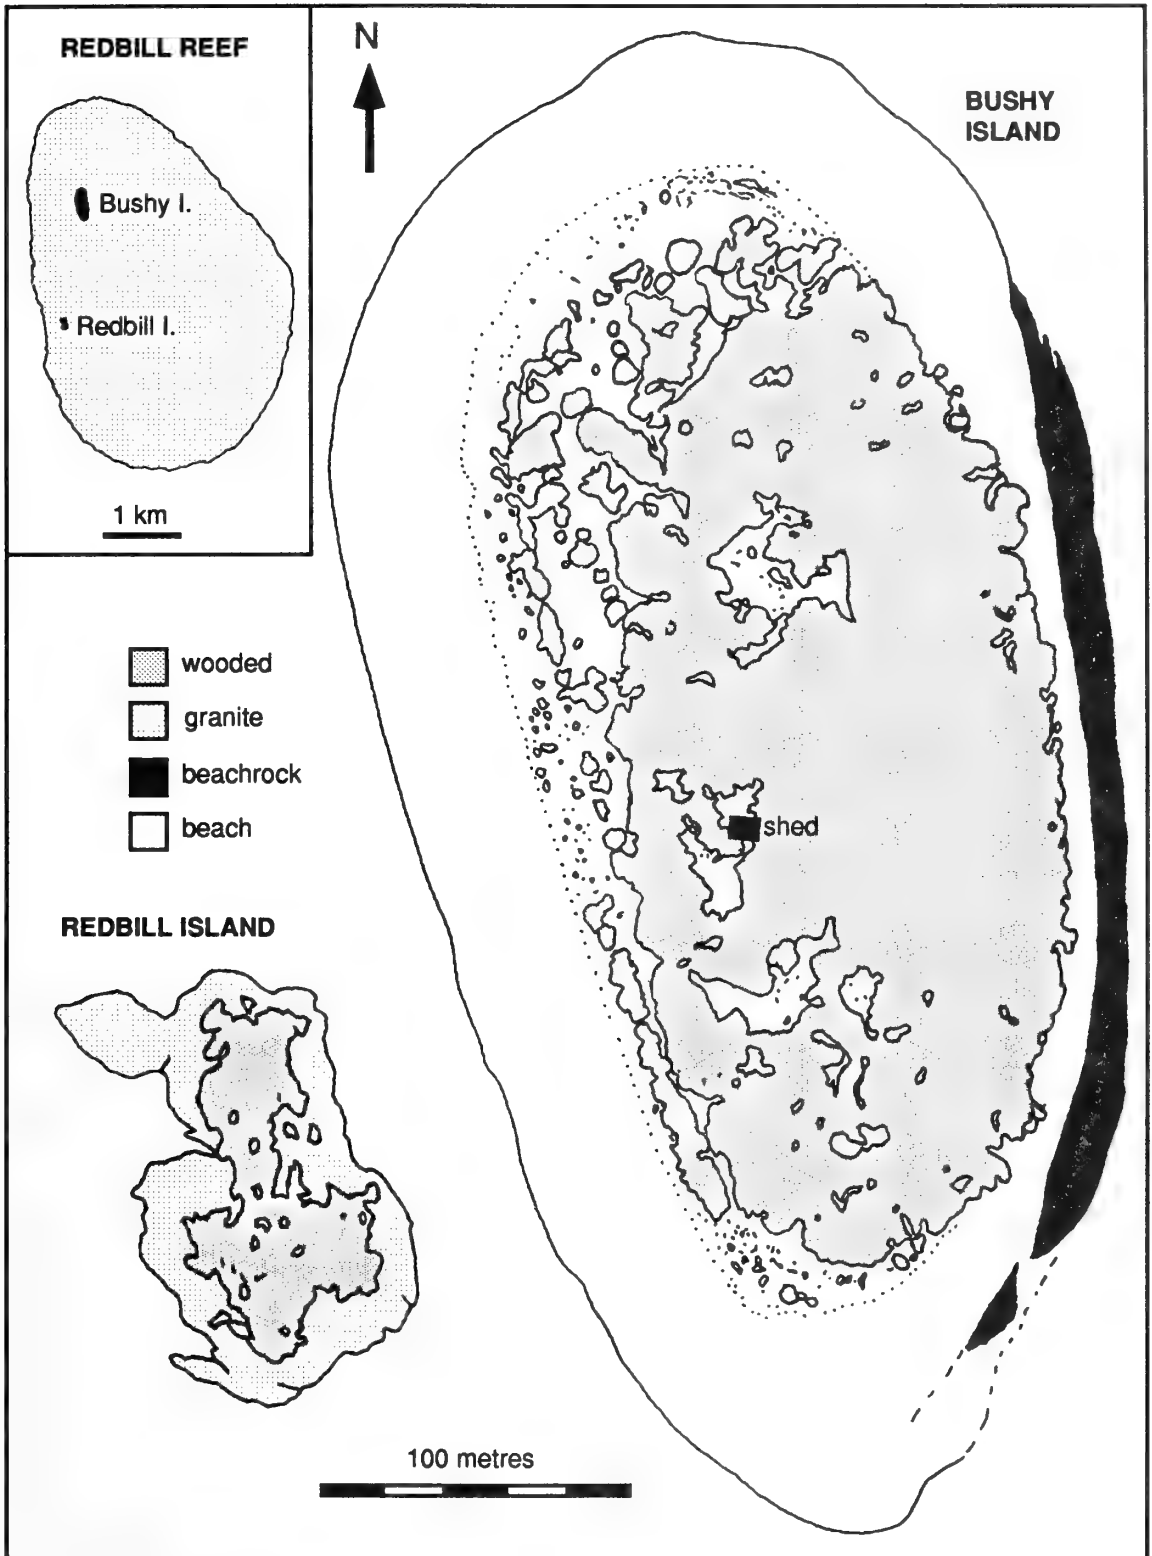 REDBILL REEF
Bushy I.
Redbill I.
1 km
N
BUSHY
ISLAND
wooded
granite
beachrock
beach
shed
REDBILL ISLAND
100 metres